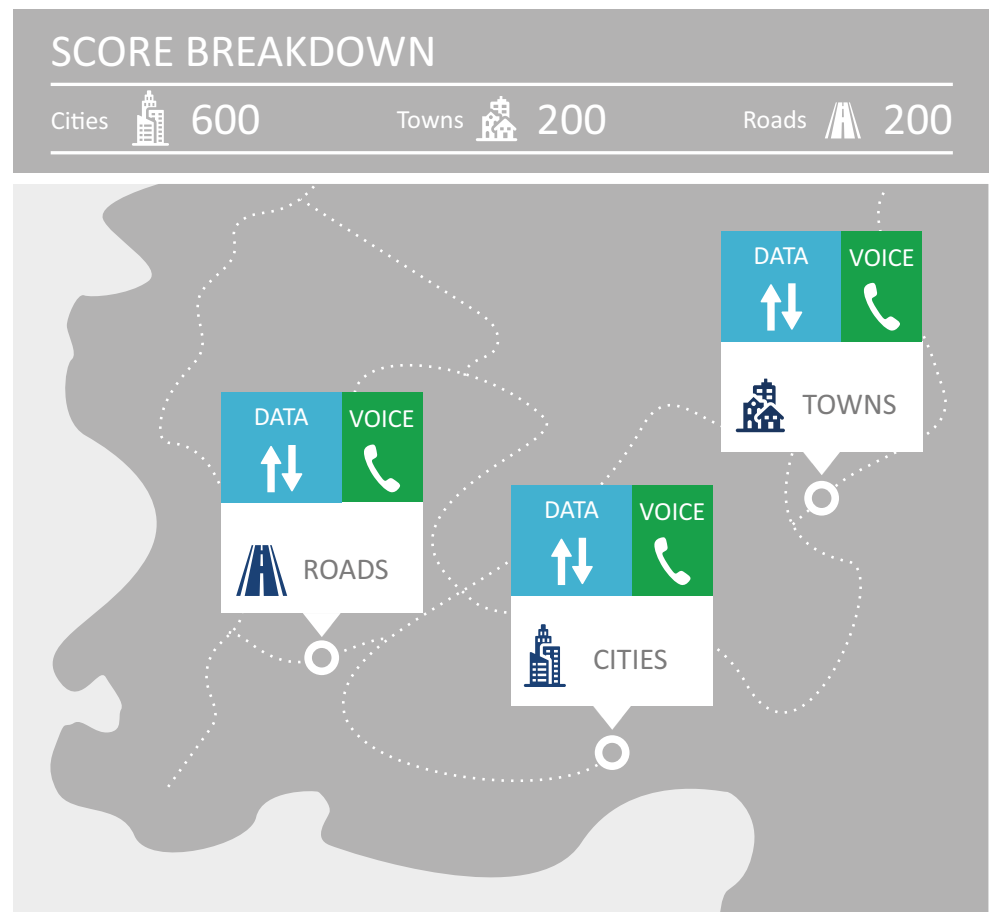 SCORE BREAKDOWN
Cities 600 Towns 200 Roads 200
DATA VOICE
TOWNS
DATA VOICE
ROADS
DATA VOICE
CITIES